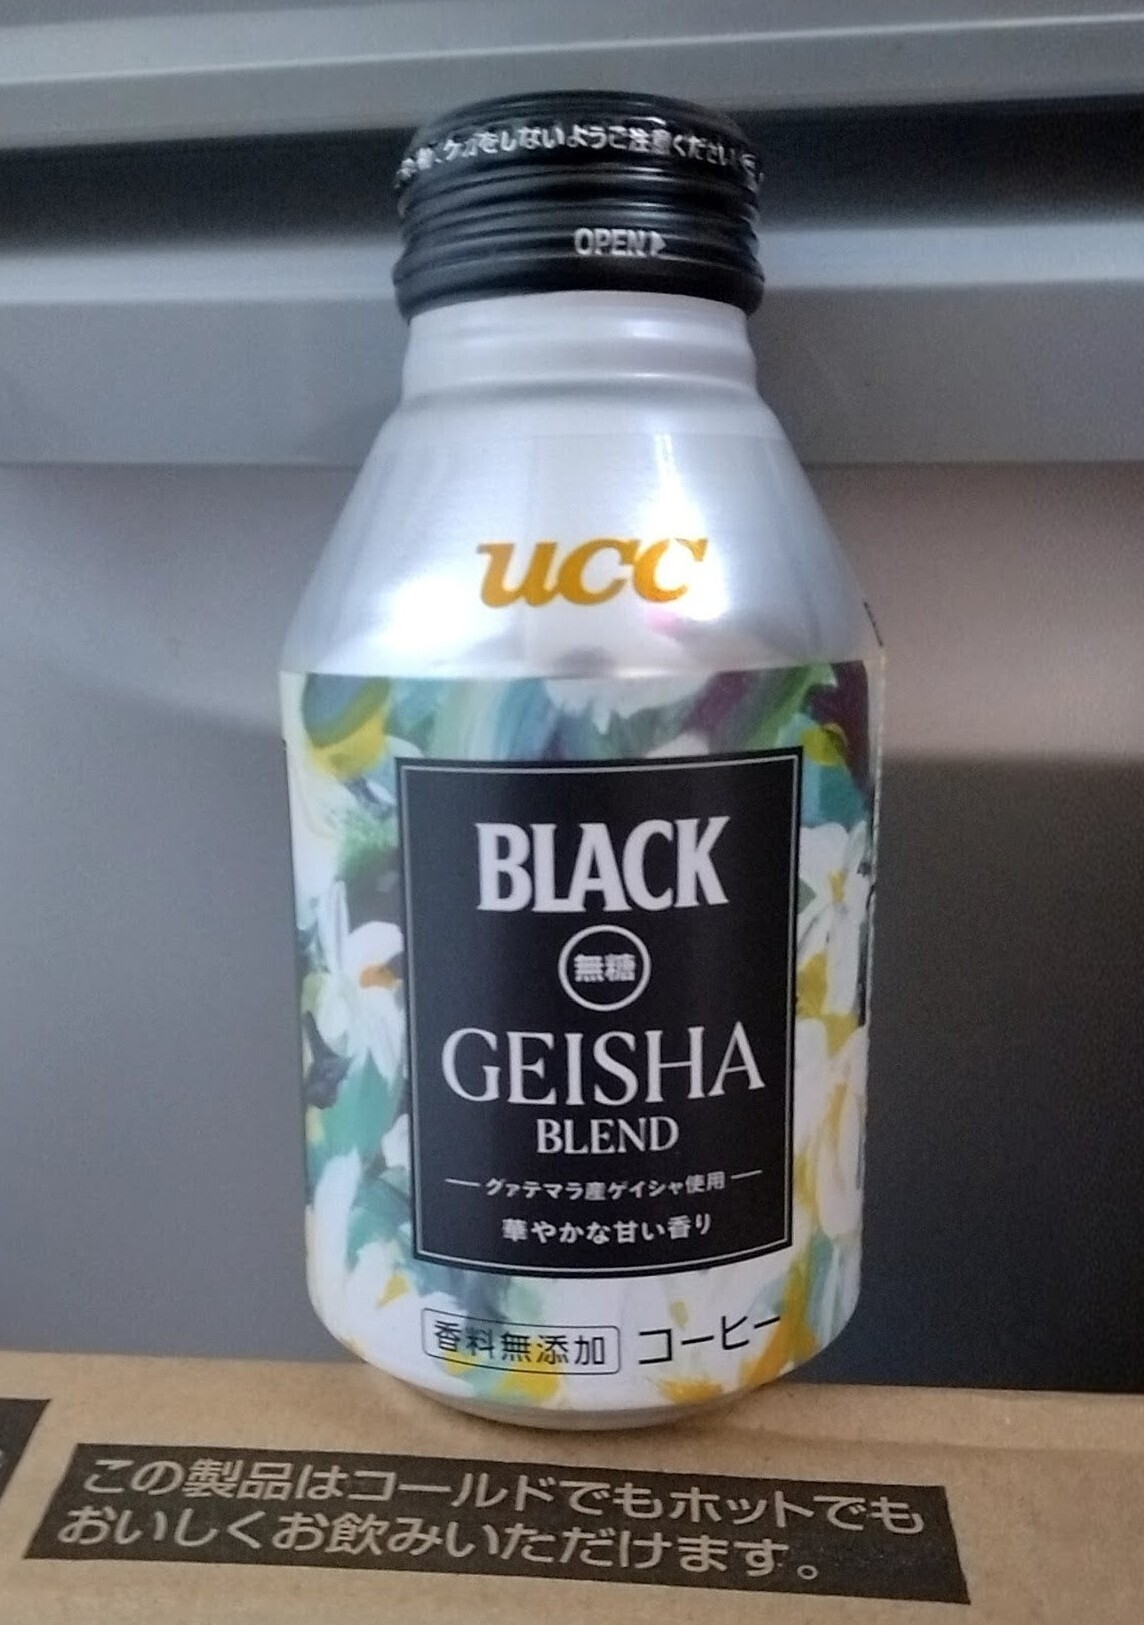 ケガをしないようご注意ください
OPEN▶
UCC
BLACK
無糖
GEISHA
BLEND
グァテマラ産ゲイシャ使用
華やかな甘い香り
香料無添加 コーヒー
この製品はコールドでもホットでも
おいしくお飲みいただけます。